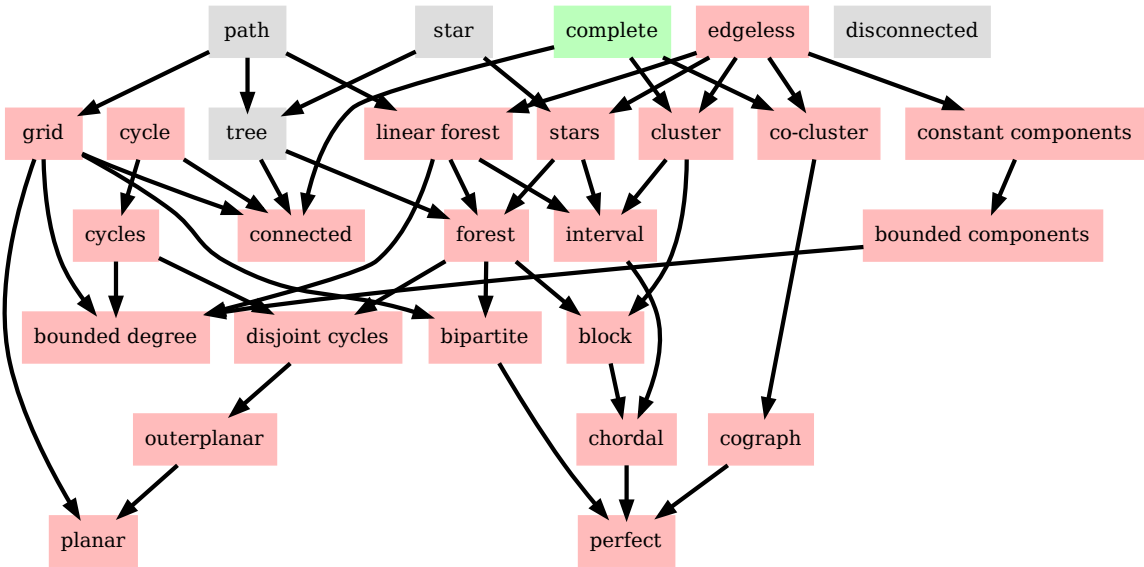 path
star
complete
edgeless
disconnected
grid
cycle
tree
linear forest
stars
cluster
co-cluster
constant components
cycles
connected
forest
interval
bounded components
bounded degree
disjoint cycles
bipartite
block
outerplanar
chordal
cograph
planar
perfect